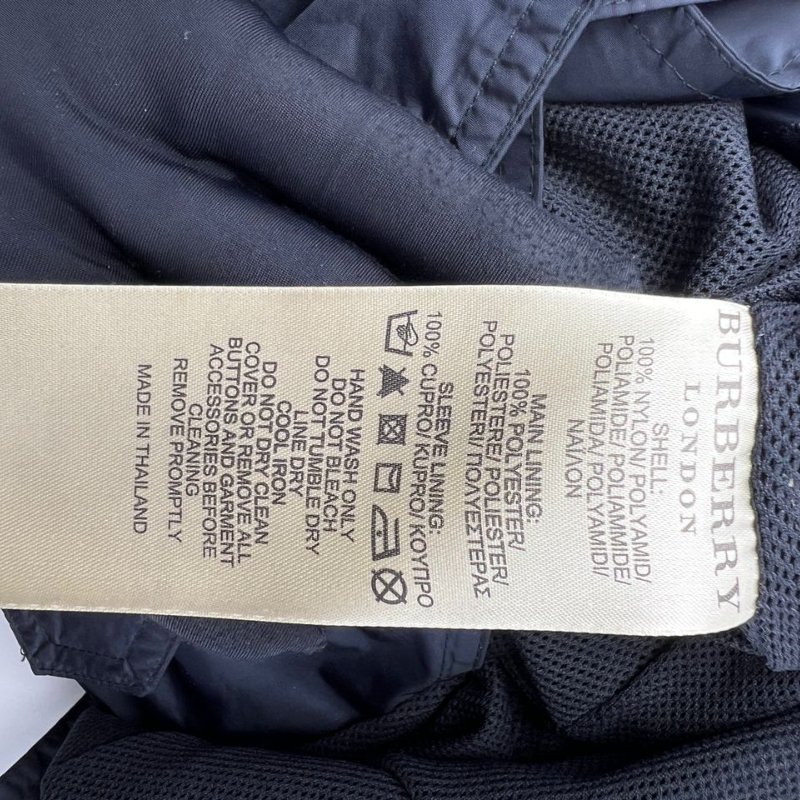 BURBERRY
LONDON
SHELL:
100% NYLON/ POLYAMID/
POLIAMIDE/ POLIAMMIDE/
POLIAMIDA/ POLYAMIDI/
ΝΑΪΛΟΝ
MAIN LINING:
100% POLYESTER/
POLIESTERE/ POLIESTER/
POLYESTERI/ ΠΟΛΥΕΣΤΕΡΑΣ
SLEEVE LINING:
100% CUPRO/ KUPRO/ ΚΟΥΠΡΟ
HAND WASH ONLY
DO NOT BLEACH
DO NOT TUMBLE DRY
LINE DRY
COOL IRON
DO NOT DRY CLEAN
COVER OR REMOVE ALL
BUTTONS AND GARMENT
ACCESSORIES BEFORE
CLEANING
REMOVE PROMPTLY
MADE IN THAILAND